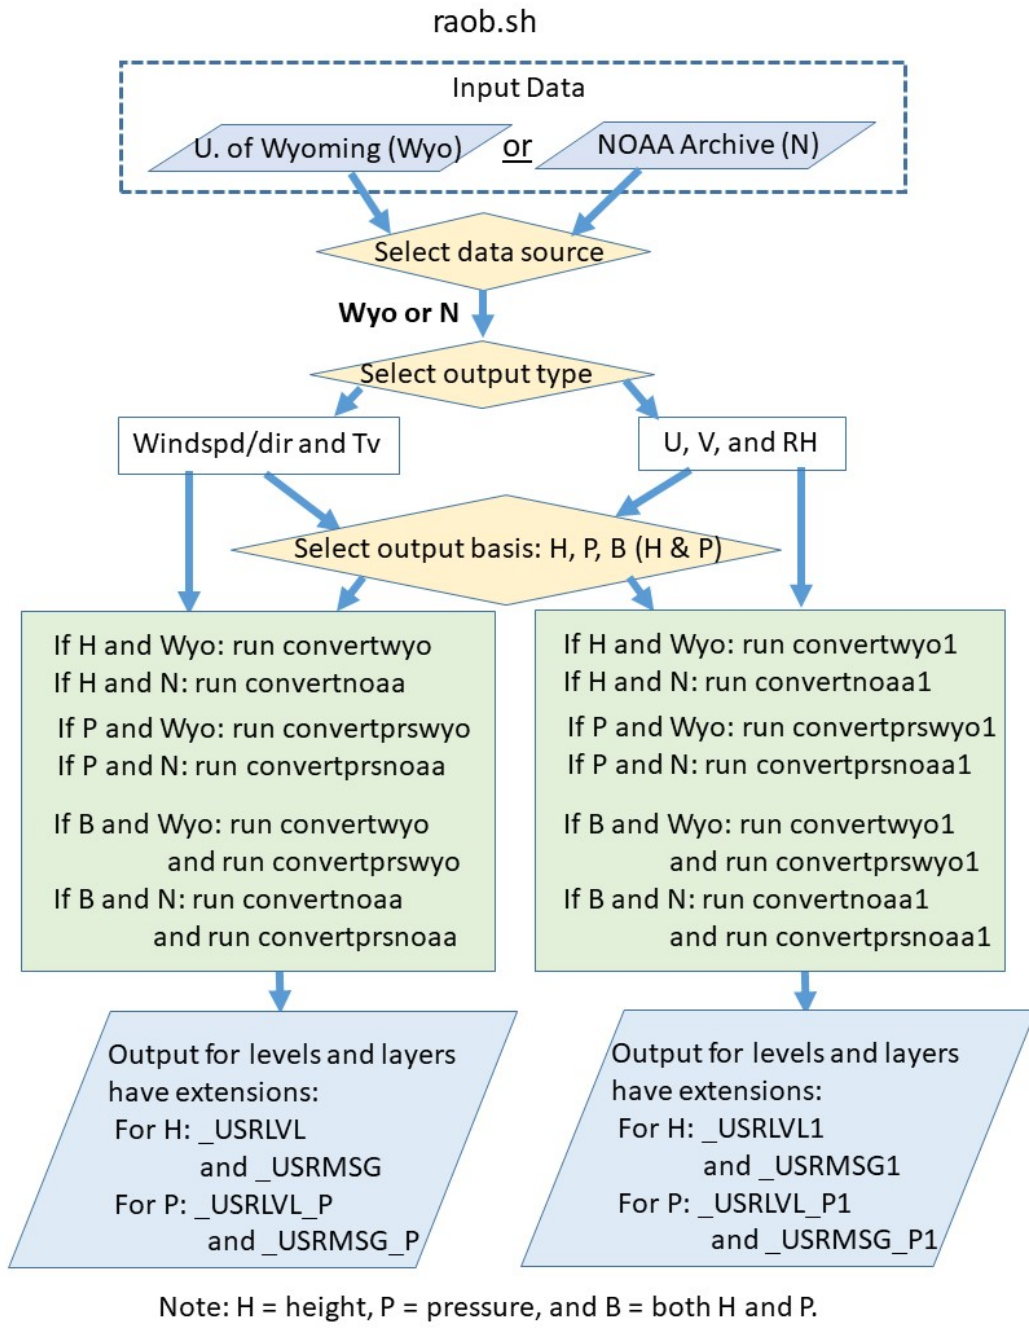 raob.sh
Input Data
U. of Wyoming (Wyo) or NOAA Archive (N)
Select data source
Wyo or N
Select output type
Windspd/dir and Tv
U, V, and RH
Select output basis: H, P, B (H & P)
If H and Wyo: run convertwyo
If H and N: run convertnoaa
If P and Wyo: run convertprswyo
If P and N: run convertprsnoaa
If B and Wyo: run convertwyo
and run convertprswyo
If B and N: run convertnoaa
and run convertprsnoaa
If H and Wyo: run convertwyo1
If H and N: run convertnoaa1
If P and Wyo: run convertprswyo1
If P and N: run convertprsnoaa1
If B and Wyo: run convertwyo1
and run convertprswyo1
If B and N: run convertnoaa1
and run convertprsnoaa1
Output for levels and layers
have extensions:
For H: _USRLVL
and _USRMSG
For P: _USRLVL_P
and _USRMSG_P
Output for levels and layers
have extensions:
For H: _USRLVL1
and _USRMSG1
For P: _USRLVL_P1
and _USRMSG_P1
Note: H = height, P = pressure, and B = both H and P.